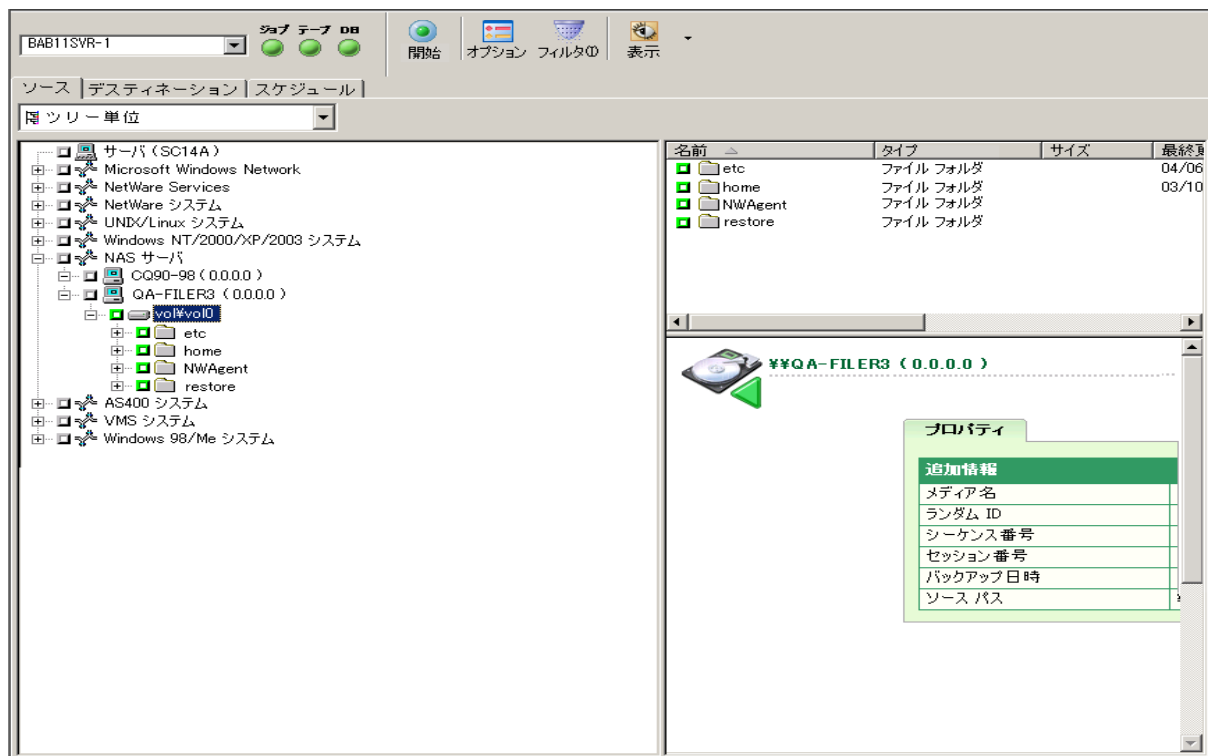 BAB11SVR-1
ジョブ テープ DB
開始
オプション
フィルタ(I)
表示
ソース
デスティネーション
スケジュール
ツリー単位
サーバ (SC14A)
Microsoft Windows Network
NetWare Services
NetWare システム
UNIX/Linux システム
Windows NT/2000/XP/2003 システム
NAS サーバ
CQ90-98 (0.0.0.0)
QA-FILER3 (0.0.0.0)
vol¥vol0
etc
home
NWAgent
restore
AS400 システム
VMS システム
Windows 98/Me システム
名前 タイプ サイズ 最終更
etc ファイル フォルダ 04/06
home ファイル フォルダ 03/10
NWAgent ファイル フォルダ
restore ファイル フォルダ
¥¥QA-FILER3 (0.0.0.0)
プロパティ
追加情報
メディア名
ランダム ID
シーケンス番号
セッション番号
バックアップ日時
ソース パス